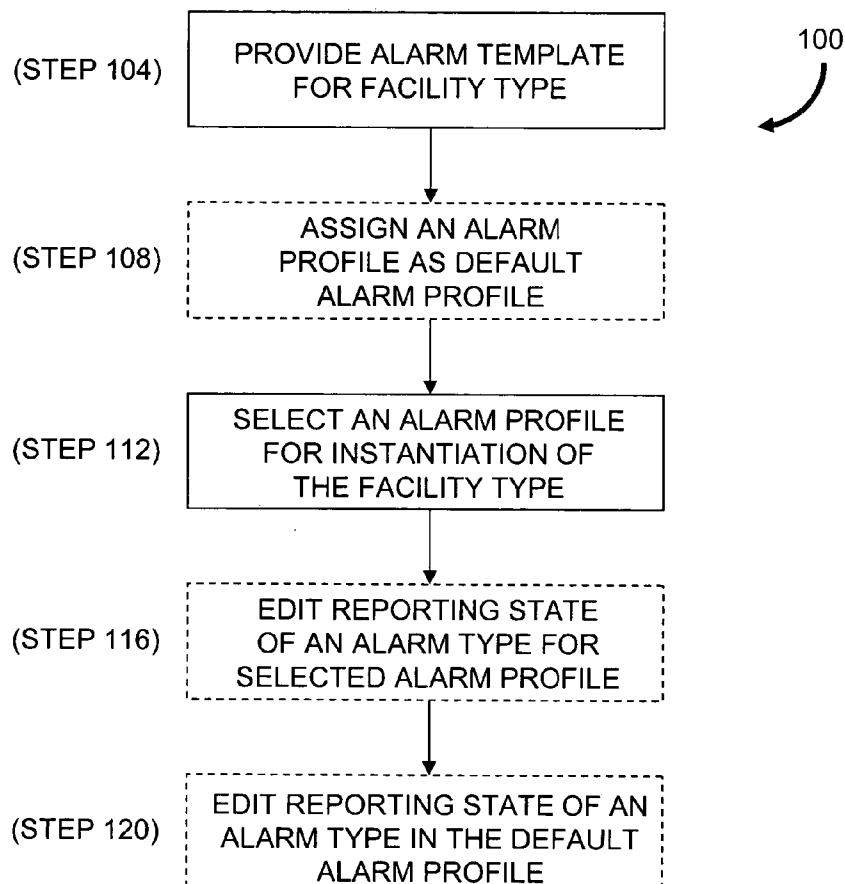 100
(STEP 104)
PROVIDE ALARM TEMPLATE
FOR FACILITY TYPE
(STEP 108)
ASSIGN AN ALARM
PROFILE AS DEFAULT
ALARM PROFILE
(STEP 112)
SELECT AN ALARM PROFILE
FOR INSTANTIATION OF
THE FACILITY TYPE
(STEP 116)
EDIT REPORTING STATE
OF AN ALARM TYPE FOR
SELECTED ALARM PROFILE
(STEP 120)
EDIT REPORTING STATE OF AN
ALARM TYPE IN THE DEFAULT
ALARM PROFILE